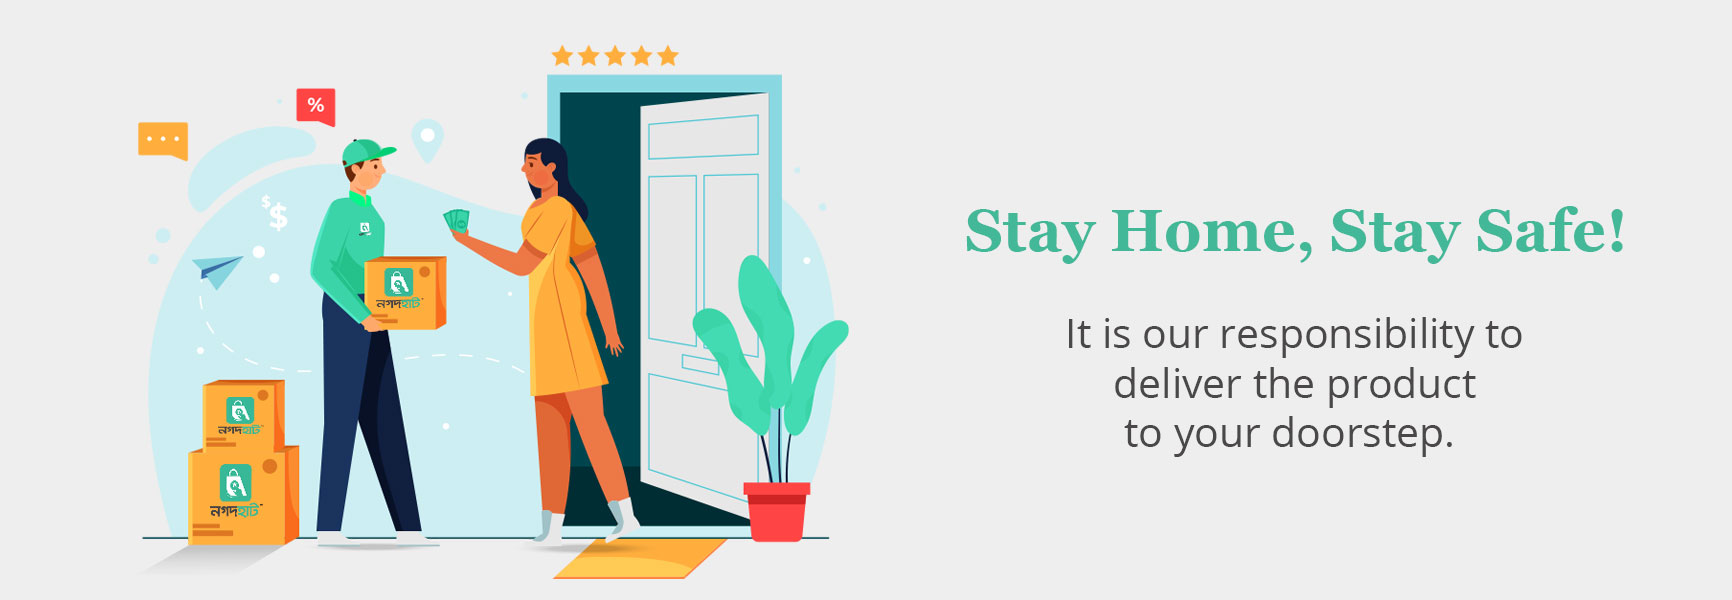 %
$
$
নগদহাট
নগদহাট
নগদহাট
Stay Home, Stay Safe!
It is our responsibility to
deliver the product
to your doorstep.